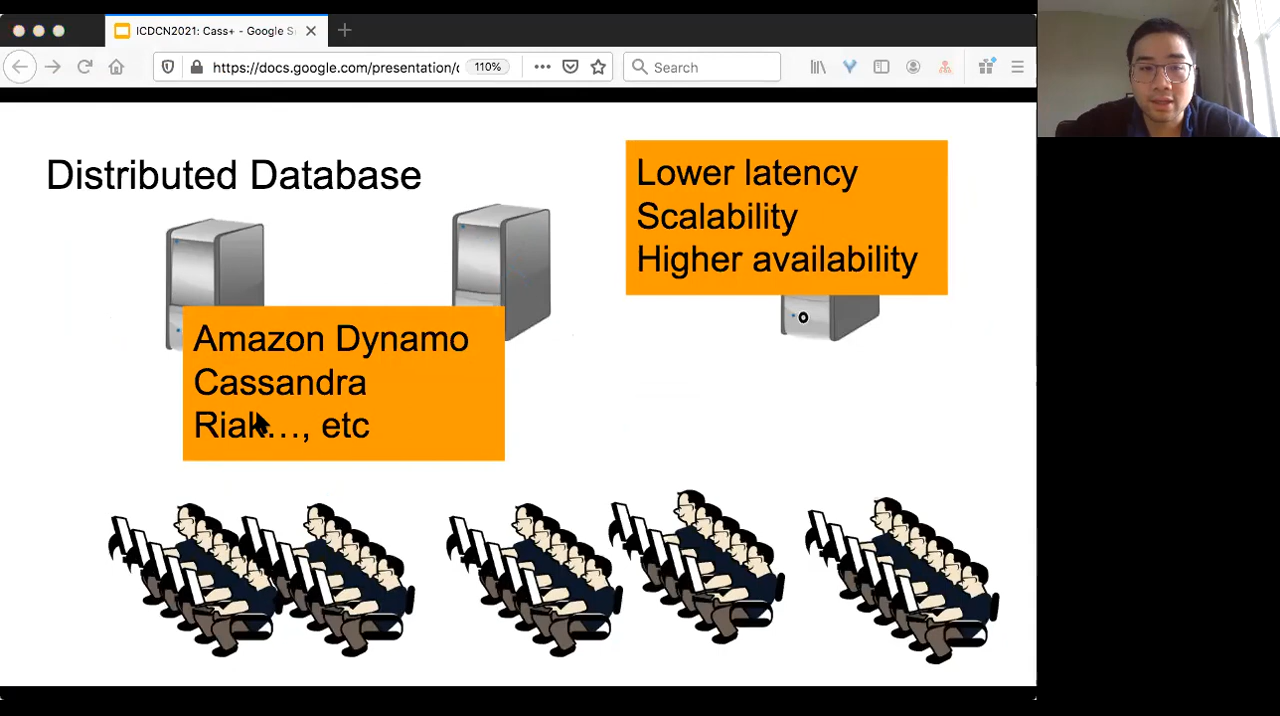 ICDCN2021: Cass+ - Google S
https://docs.google.com/presentation/
110%
Search
Distributed Database
Lower latency
Scalability
Higher availability
Amazon Dynamo
Cassandra
Riak…, etc